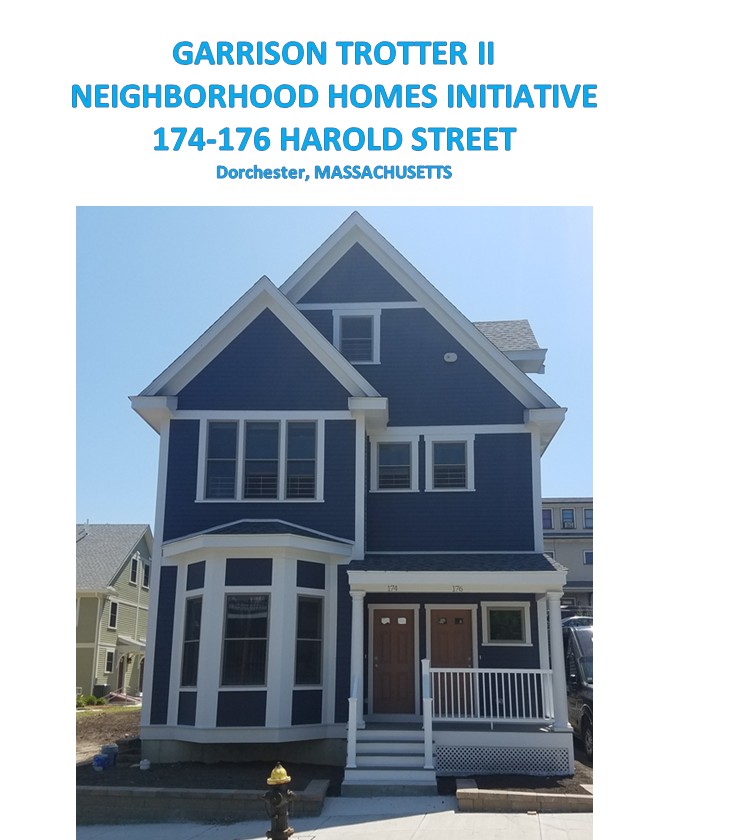 GARRISON TROTTER II
NEIGHBORHOOD HOMES INITIATIVE
174-176 HAROLD STREET
Dorchester, MASSACHUSETTS
174 176